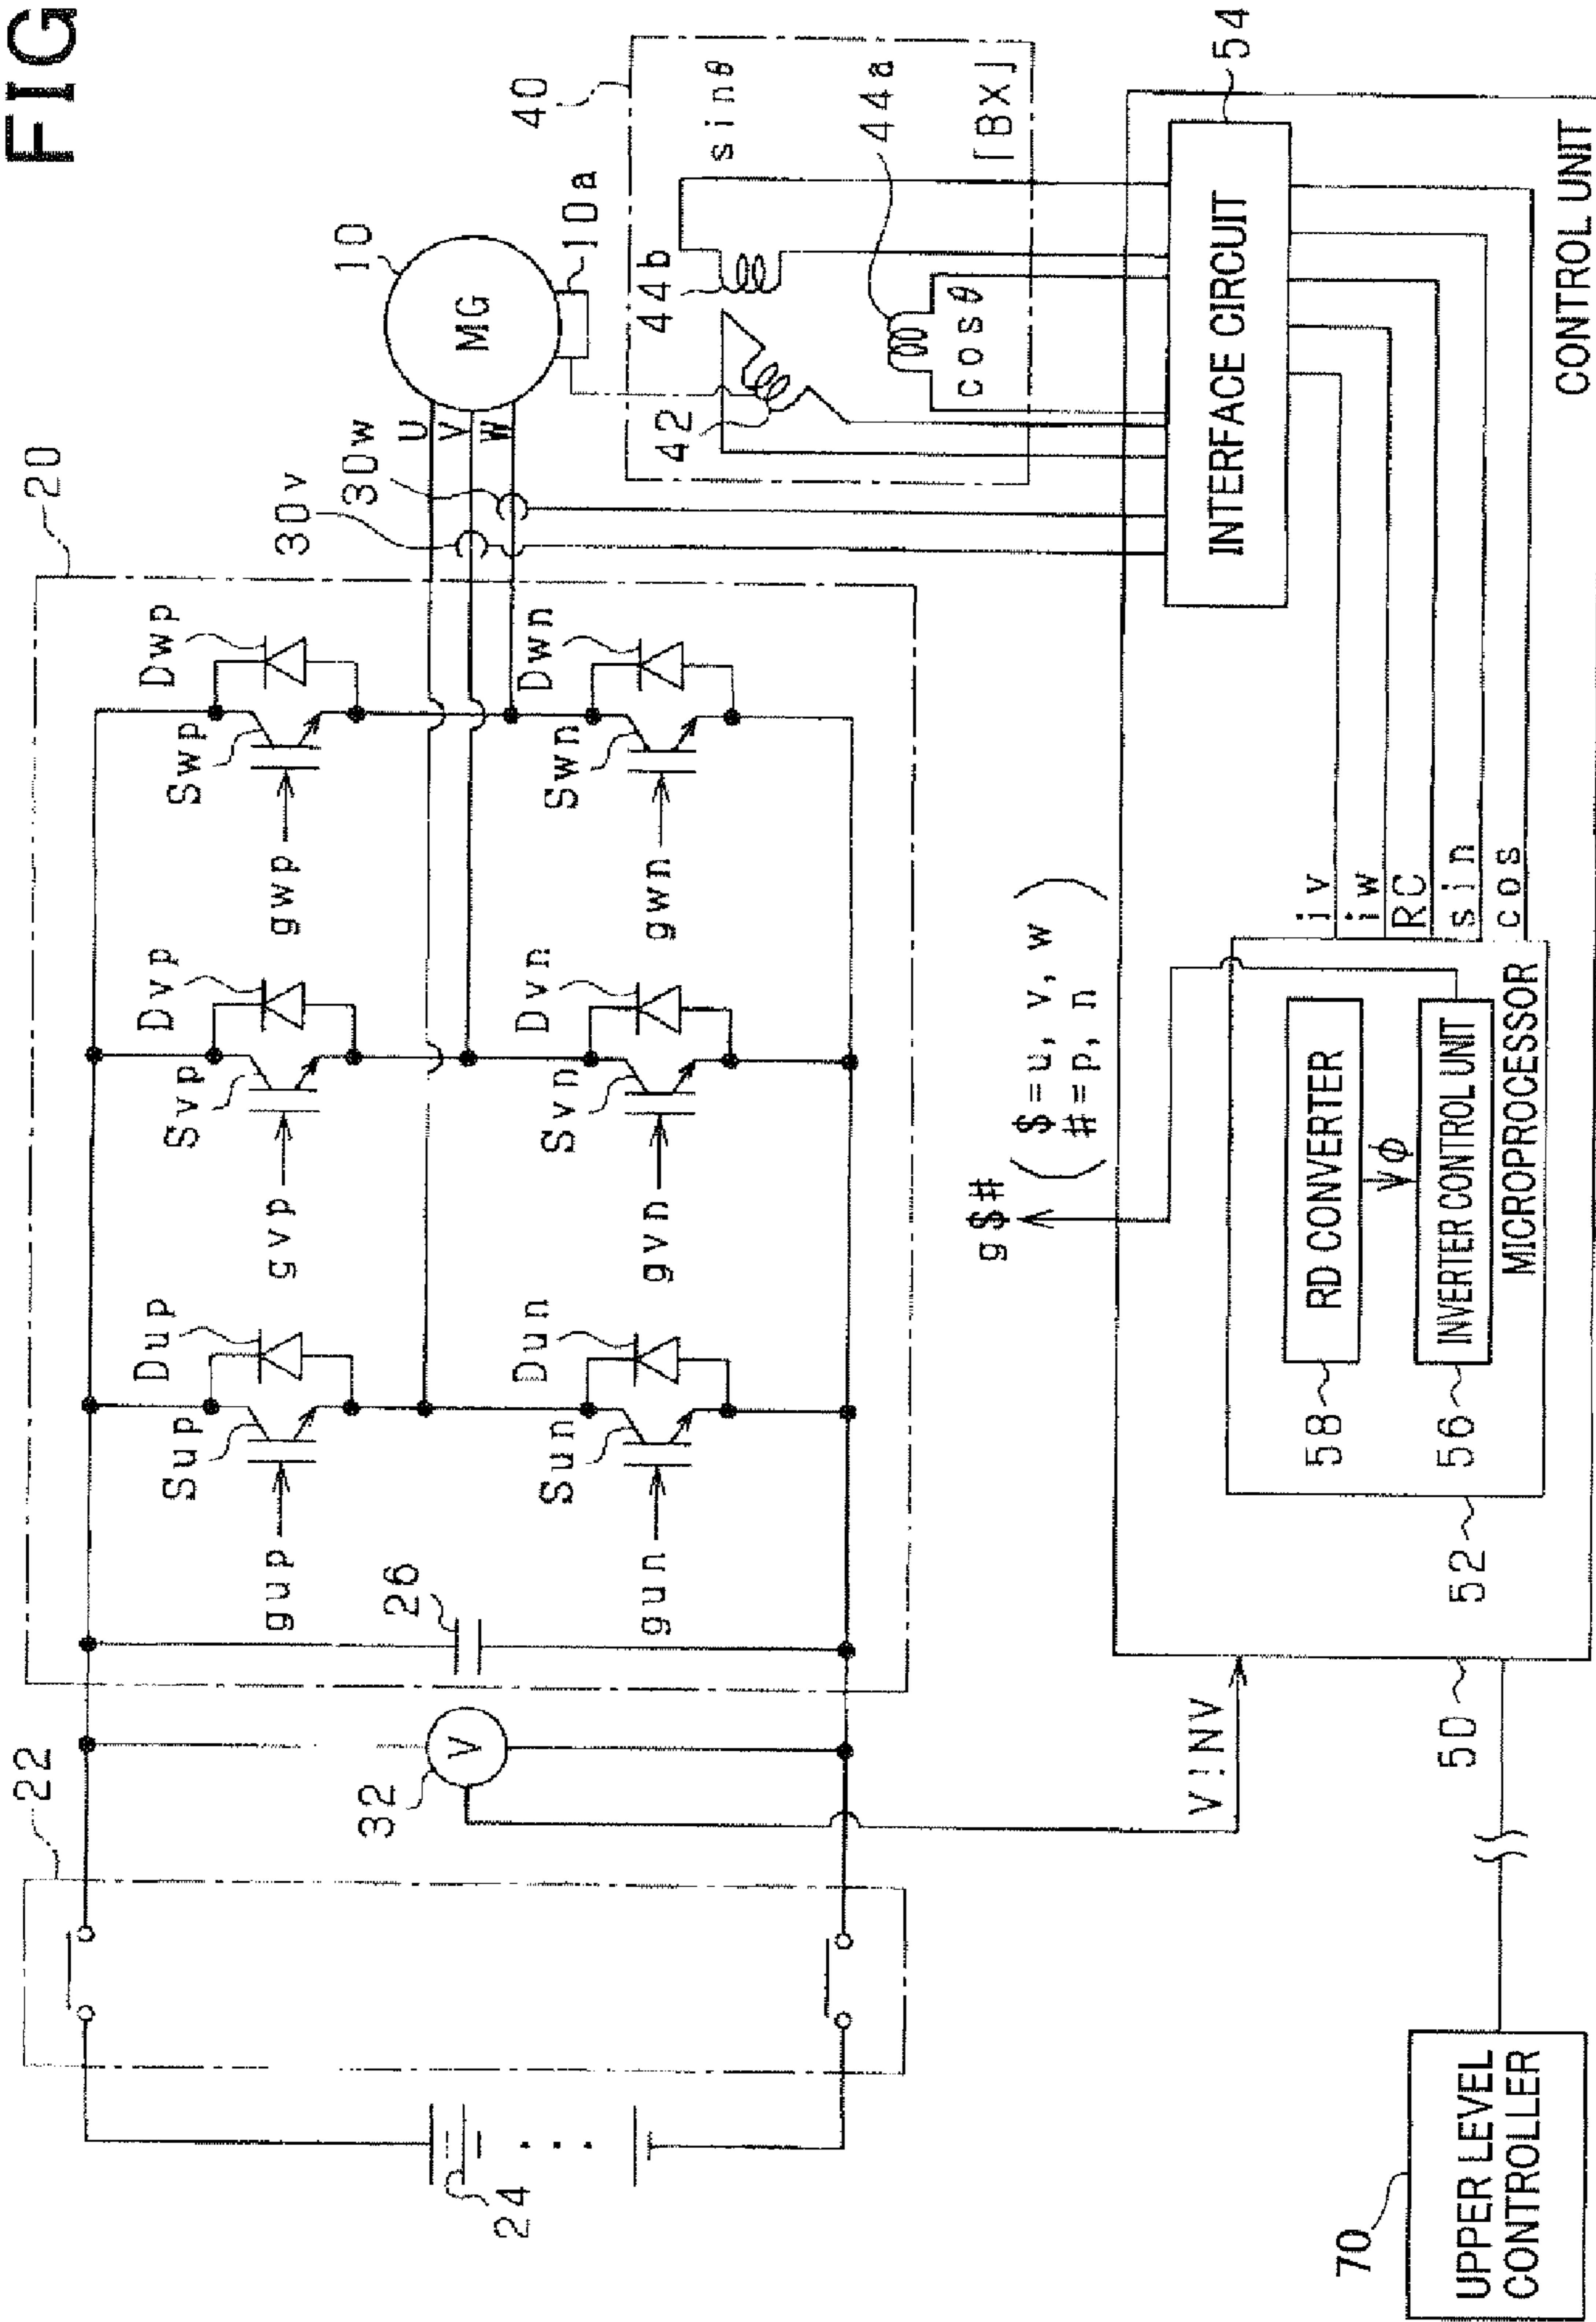 FIG
20
22
30v
30w
10
MG
10a
U
V
W
40
sinθ
44b
44a
42
cosθ
[BX]
Dup
Sup
gup
Dvp
Svp
gvp
Dwp
Swp
gwp
Dun
Sun
gun
Dvn
Svn
gvn
Dwn
Swn
gwn
26
V
32
24
g$# ($=u, v, w
#=p, n)
V!NV
54
INTERFACE CIRCUIT
iv
iw
RC
sin
cos
RD CONVERTER
58
φ
INVERTER CONTROL UNIT
56
MICROPROCESSOR
52
CONTROL UNIT
50
70
UPPER LEVEL
CONTROLLER